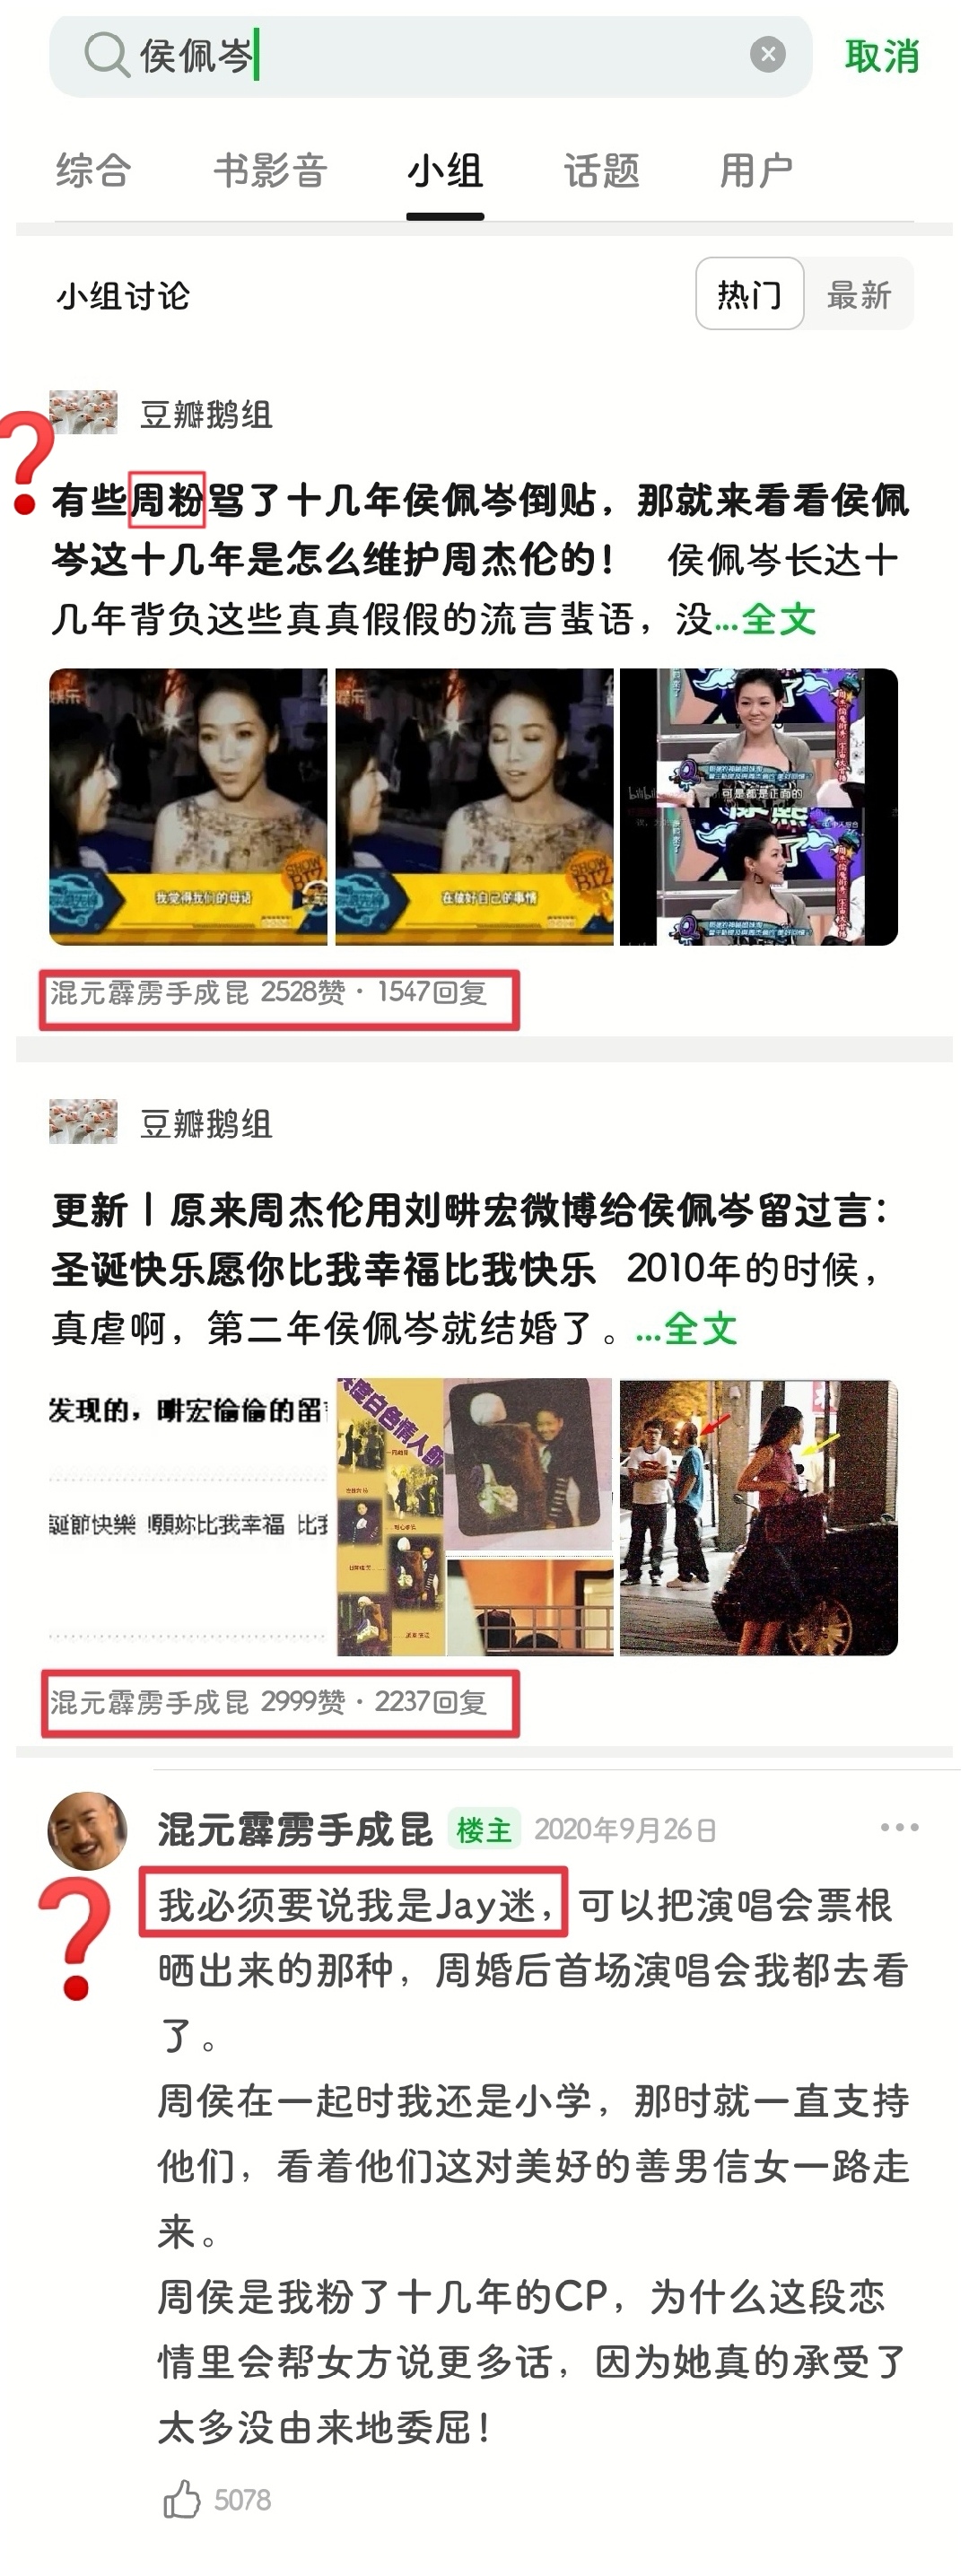 侯佩岑
取消
综合 书影音 小组 话题 用户
小组讨论
热门 最新
豆瓣鹅组
有些周粉骂了十几年侯佩岑倒贴，那就来看看侯佩
岑这十几年是怎么维护周杰伦的！ 侯佩岑长达十
几年背负这些真真假假的流言蜚语，没...全文
娱乐
我觉得我们的母语
SHOW BIZ
娱乐
在做好自己的事情
SHOW BIZ
可是都是正面的
混元霹雳手成昆 2528赞 · 1547回复
豆瓣鹅组
更新丨原来周杰伦用刘畊宏微博给侯佩岑留过言：
圣诞快乐愿你比我幸福比我快乐 2010年的时候，
真虐啊，第二年侯佩岑就结婚了。...全文
发现的，畊宏倫倫的留
誕節快樂 !願妳比我幸福 比我
度白色情人節
混元霹雳手成昆 2999赞 · 2237回复
混元霹雳手成昆 楼主 2020年9月26日
我必须要说我是Jay迷，可以把演唱会票根
晒出来的那种，周婚后首场演唱会我都去看
了。
周侯在一起时我还是小学，那时就一直支持
他们，看着他们这对美好的善男信女一路走
来。
周侯是我粉了十几年的CP，为什么这段恋
情里会帮女方说更多话，因为她真的承受了
太多没由来地委屈！
5078